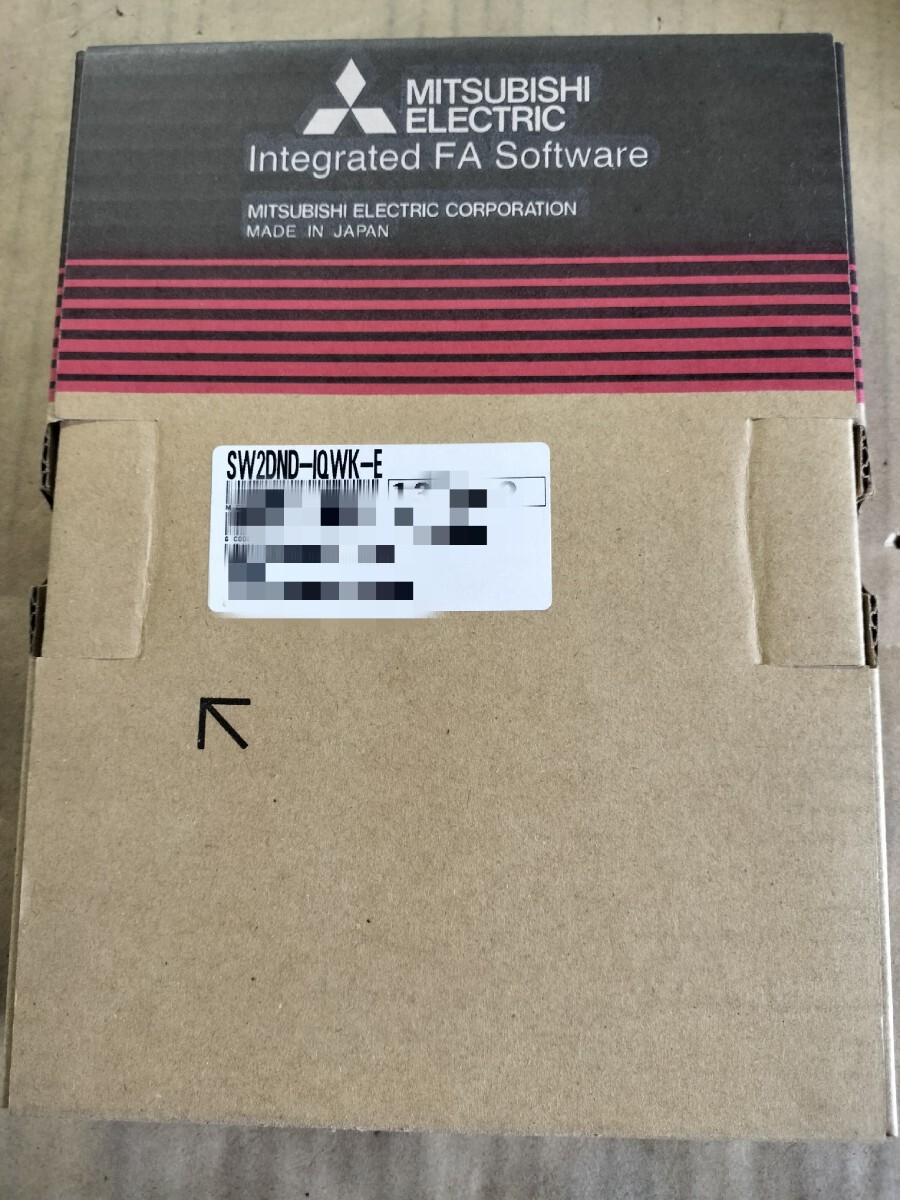 MITSUBISHI
ELECTRIC
Integrated FA Software
MITSUBISHI ELECTRIC CORPORATION
MADE IN JAPAN
SW2DND-IQWK-E